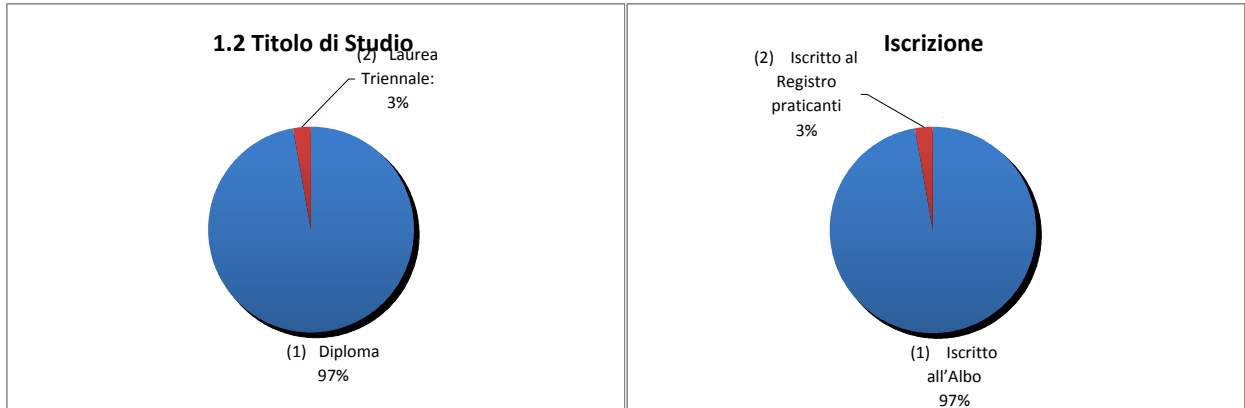 1.2 Titolo di Studio
(2) Laurea
Triennale:
3%
(1) Diploma
97%
Iscrizione
(2) Iscritto al
Registro
praticanti
3%
(1) Iscritto
all’Albo
97%